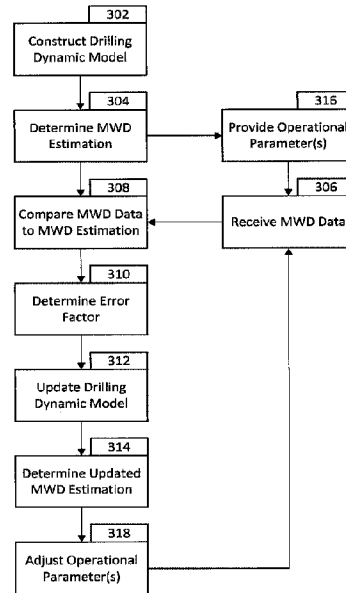 302
Construct Drilling
Dynamic Model
304
Determine MWD
Estimation
316
Provide Operational
Parameter(s)
308
Compare MWD Data
to MWD Estimation
306
Receive MWD Data
310
Determine Error
Factor
312
Update Drilling
Dynamic Model
314
Determine Updated
MWD Estimation
318
Adjust Operational
Parameter(s)